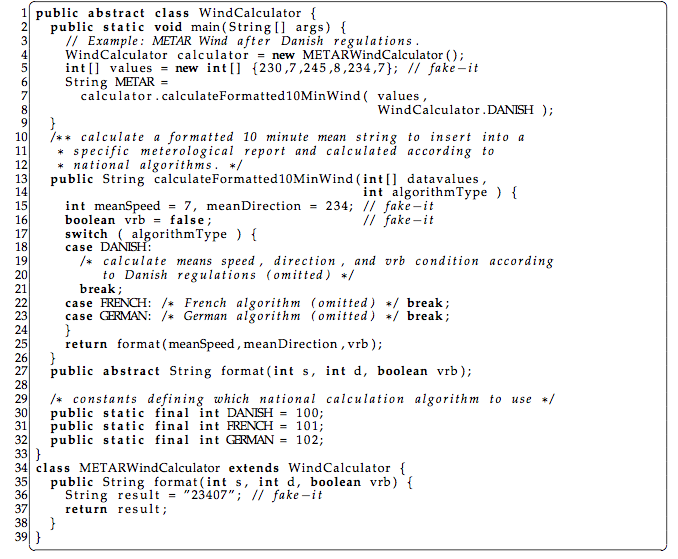 1 public abstract class WindCalculator {
2 public static void main(String[] args) {
3 // Example: METAR Wind after Danish regulations.
4 WindCalculator calculator = new METARWindCalculator();
5 int[] values = new int[] {230,7,245,8,234,7}; // fake-it
6 String METAR =
7 calculator.calculateFormatted10MinWind( values,
8 WindCalculator.DANISH );
9 }
10 /** calculate a formatted 10 minute mean string to insert into a
11 * specific meterological report and calculated according to
12 * national algorithms. */
13 public String calculateFormatted10MinWind(int[] datavalues,
14 int algorithmType ) {
15 int meanSpeed = 7, meanDirection = 234; // fake-it
16 boolean vrb = false; // fake-it
17 switch ( algorithmType ) {
18 case DANISH:
19 /* calculate means speed, direction, and vrb condition according
20 to Danish regulations (omitted) */
21 break;
22 case FRENCH: /* French algorithm (omitted) */ break;
23 case GERMAN: /* German algorithm (omitted) */ break;
24 }
25 return format(meanSpeed,meanDirection,vrb);
26 }
27 public abstract String format(int s, int d, boolean vrb);
28
29 /* constants defining which national calculation algorithm to use */
30 public static final int DANISH = 100;
31 public static final int FRENCH = 101;
32 public static final int GERMAN = 102;
33 }
34 class METARWindCalculator extends WindCalculator {
35 public String format(int s, int d, boolean vrb) {
36 String result = "23407"; // fake-it
37 return result;
38 }
39 }